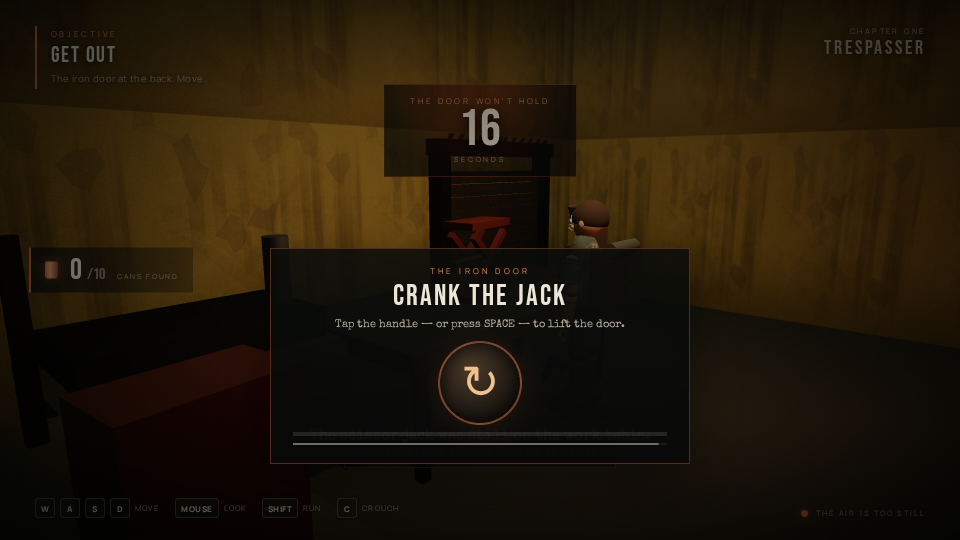 OBJECTIVE
GET OUT
The iron door at the back. Move.
CHAPTER ONE
TRESPASSER
THE DOOR WON'T HOLD
16
SECONDS
0/10 CANS FOUND
THE IRON DOOR
CRANK THE JACK
Tap the handle — or press SPACE — to lift the door.
W A S D MOVE MOUSE LOOK SHIFT RUN C CROUCH
THE AIR IS TOO STILL